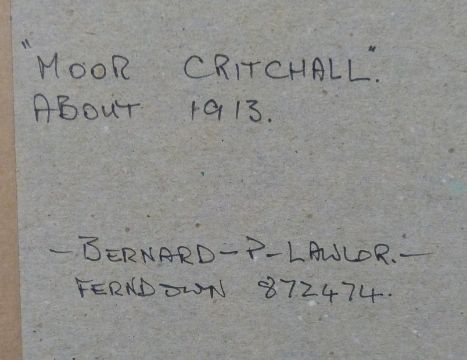 "MOOR CRITCHALL".
ABOUT 1913.
- BERNARD - P - LAWLOR. -
FERNDOWN 872474.